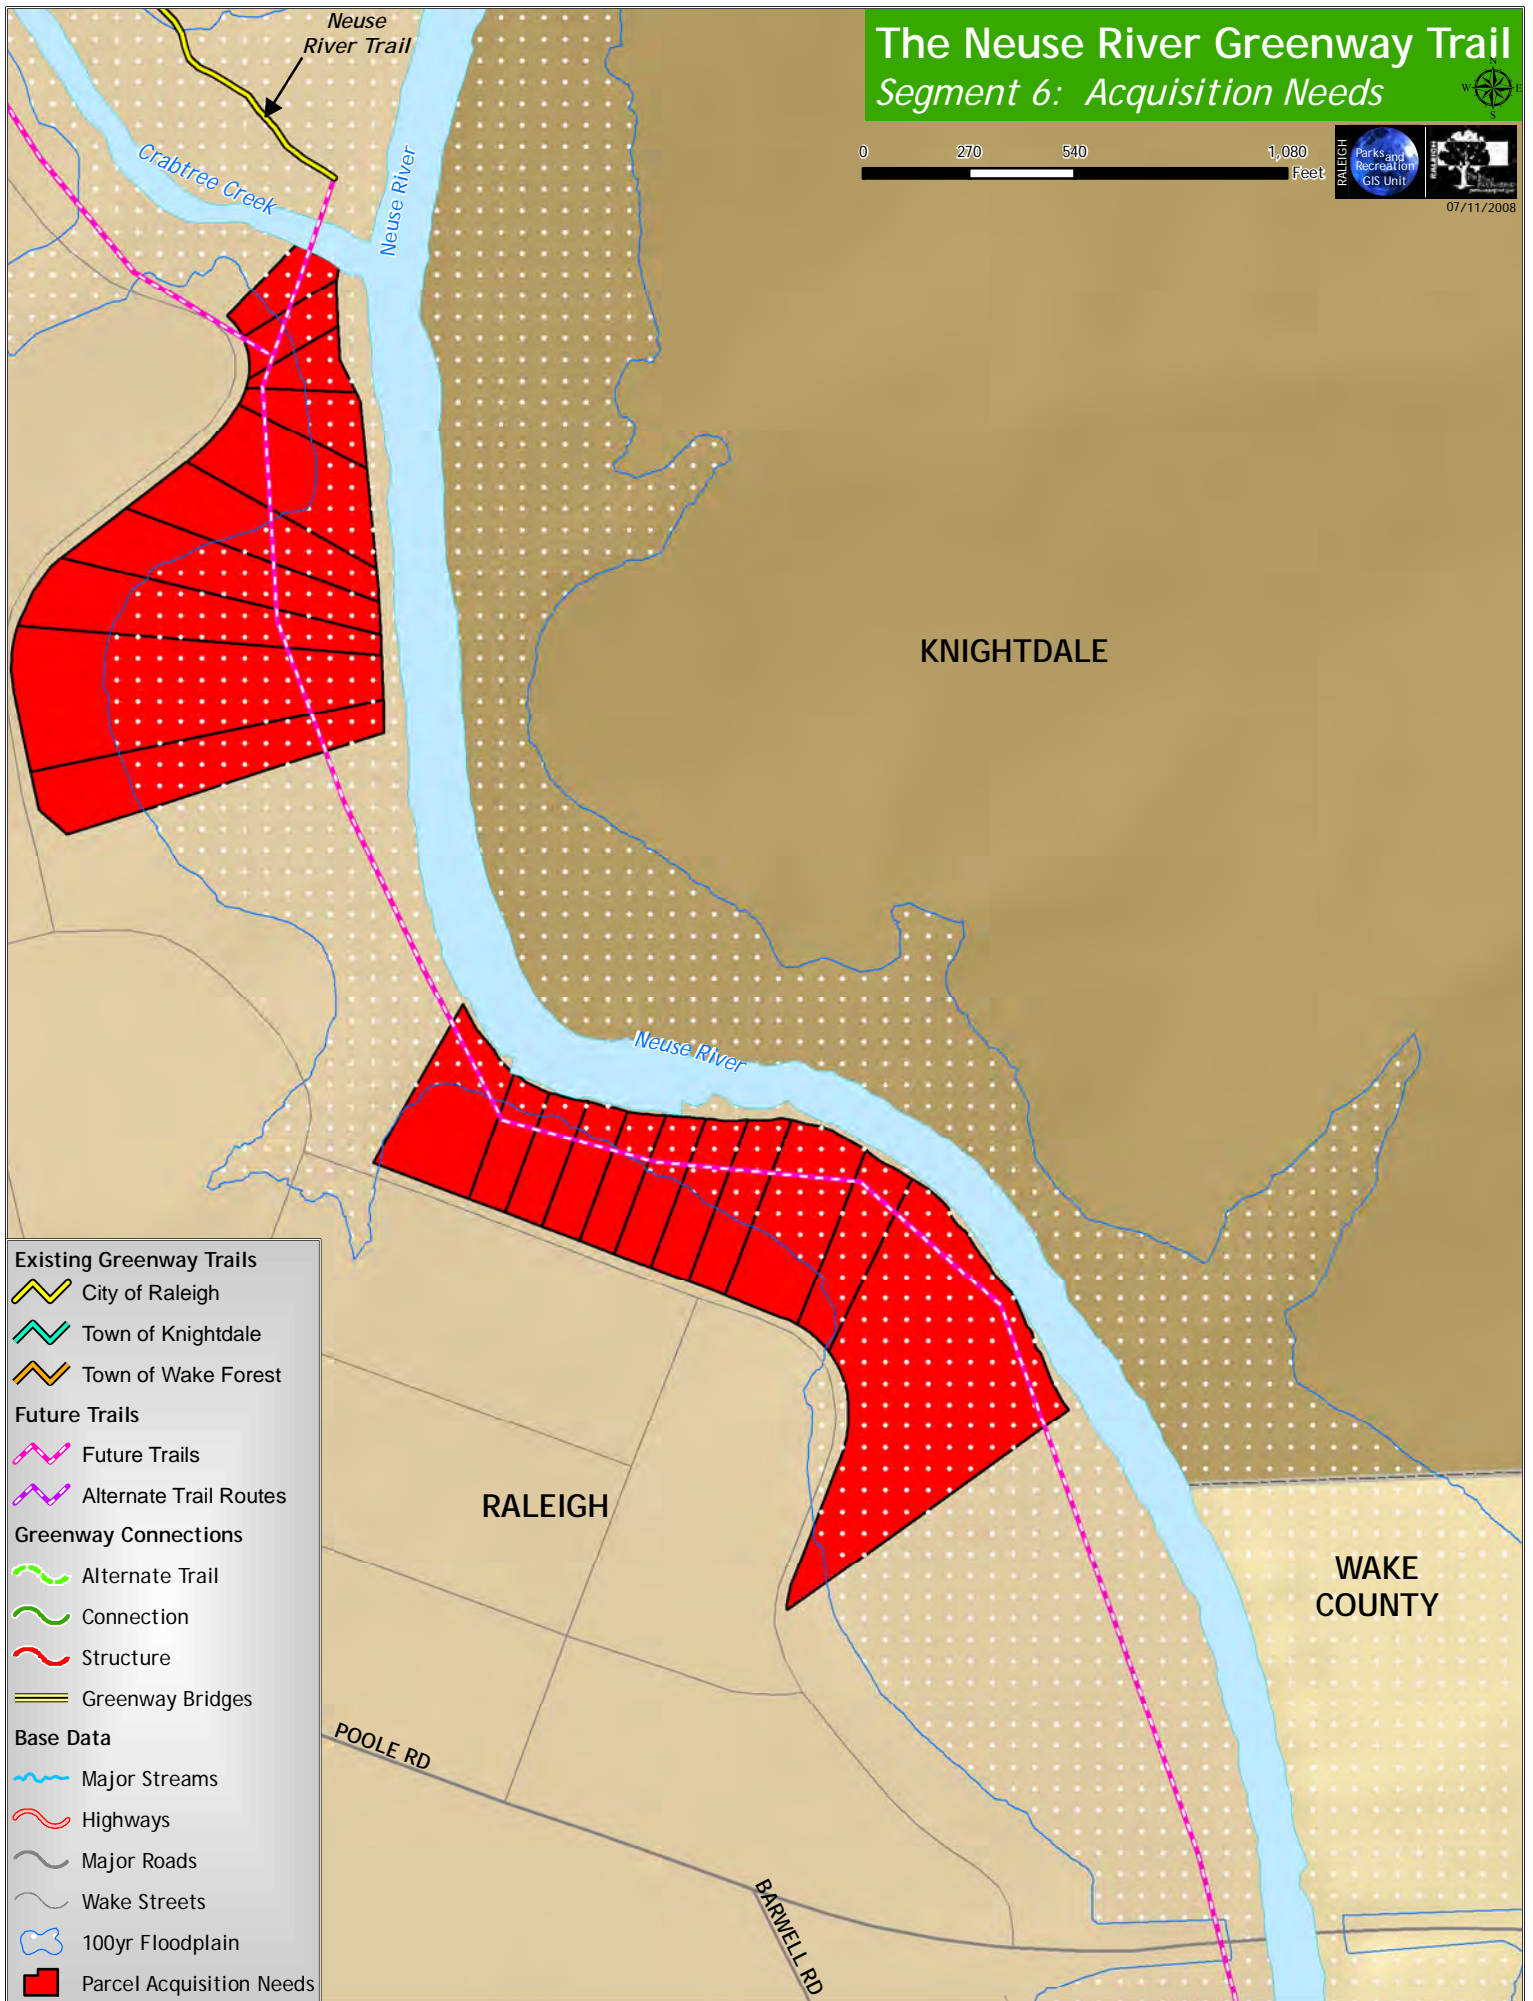 The Neuse River Greenway Trail
Segment 6: Acquisition Needs
N
W E
S
0 270 540 1,080
Feet
RALEIGH
Parks and
Recreation
GIS Unit
RALEIGH
07/11/2008
Neuse
River Trail
Crabtree Creek
Neuse River
KNIGHTDALE
Neuse River
RALEIGH
WAKE
COUNTY
POOLE RD
BARWELL RD
Existing Greenway Trails
City of Raleigh
Town of Knightdale
Town of Wake Forest
Future Trails
Future Trails
Alternate Trail Routes
Greenway Connections
Alternate Trail
Connection
Structure
Greenway Bridges
Base Data
Major Streams
Highways
Major Roads
Wake Streets
100yr Floodplain
Parcel Acquisition Needs